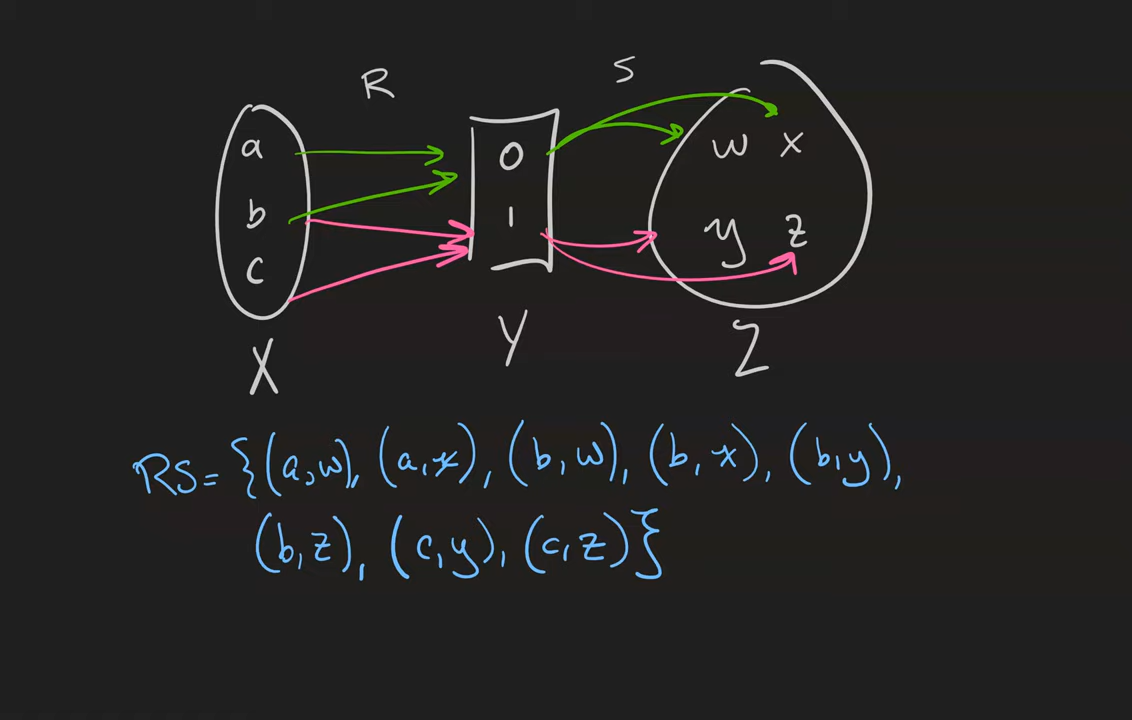 R S
a 0 w x
b 1 y z
c
X Y Z
RS = {(a,w), (a,x), (b,w), (b,x), (b,y),
(b,z), (c,y), (c,z)}